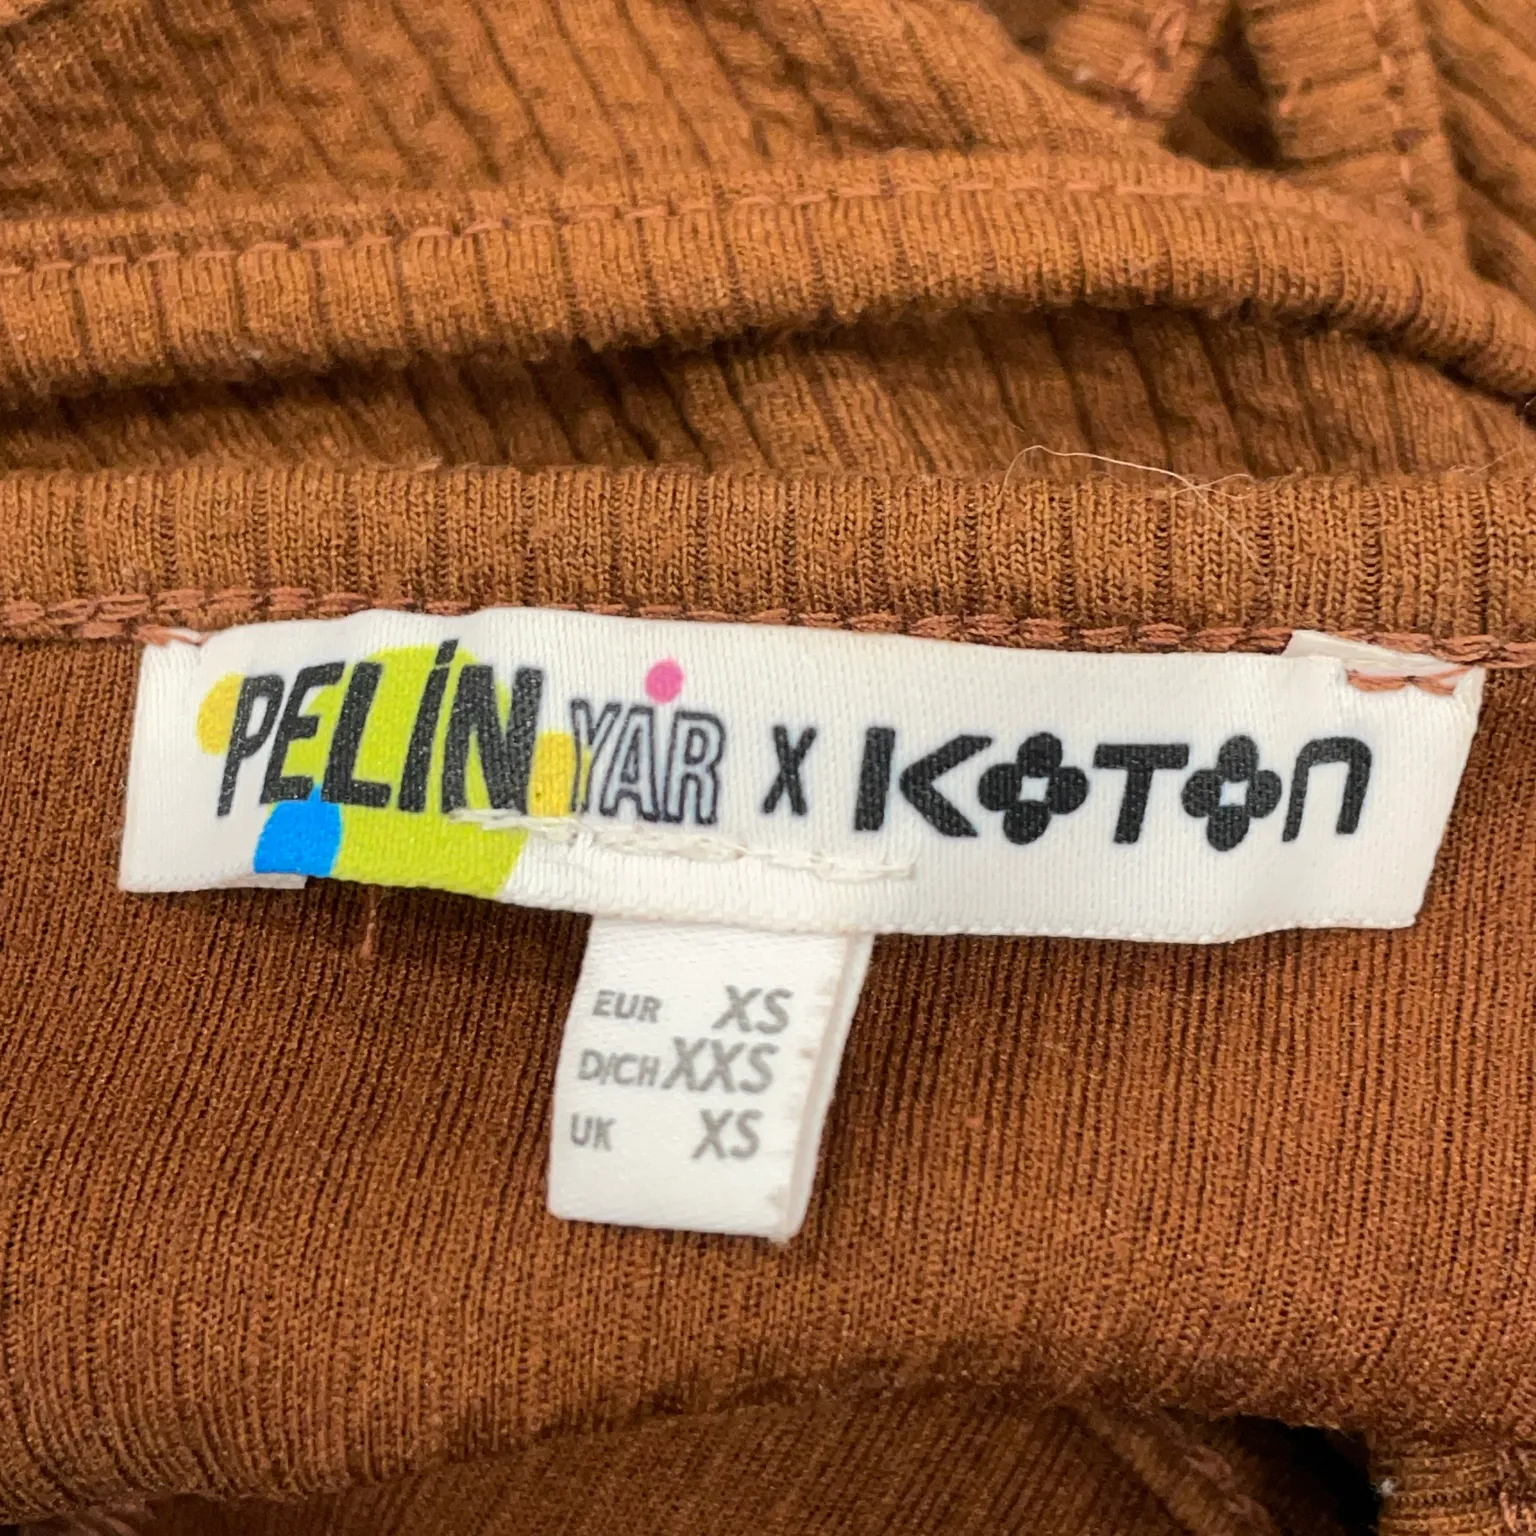 PELİN YAR X KOTON
EUR XS
D/CH XXS
UK XS